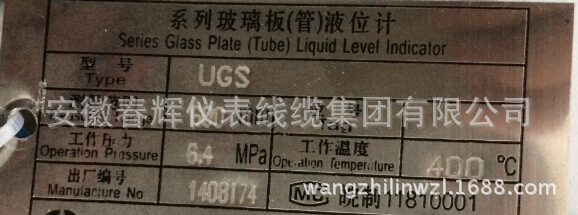 系列玻璃板(管)液位计
Series Glass Plate (Tube) Liquid Level Indicator
型号 UGS
Type
安徽春辉仪表线缆集团有限公司
工作压力 6.4 MPa 工作温度 400 ℃
Operation Pressure Operation Temperature
出厂编号 1408174 MC 皖制11810001
Manufacture No
wangzhilinwzl.1688.com